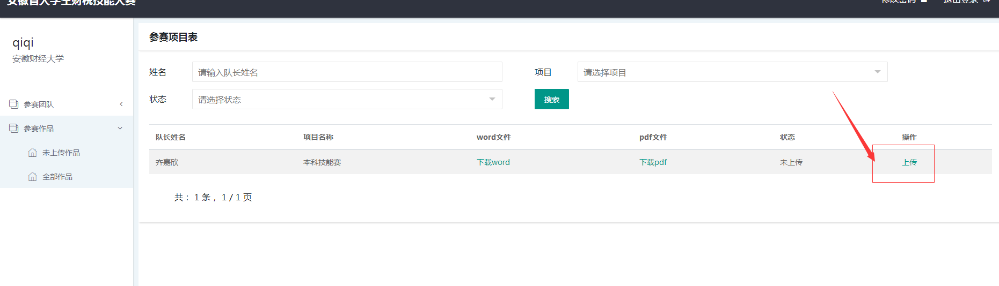 安徽省大学生财税技能大赛
修改密码 退出登录
qiqi
安徽财经大学
参赛团队
参赛作品
未上传作品
全部作品
参赛项目表
姓名 请输入队长姓名 项目 请选择项目
状态 请选择状态 搜索
队长姓名 项目名称 word文件 pdf文件 状态 操作
齐嘉欣 本科技能赛 下载word 下载pdf 未上传 上传
共：1 条，1 / 1 页